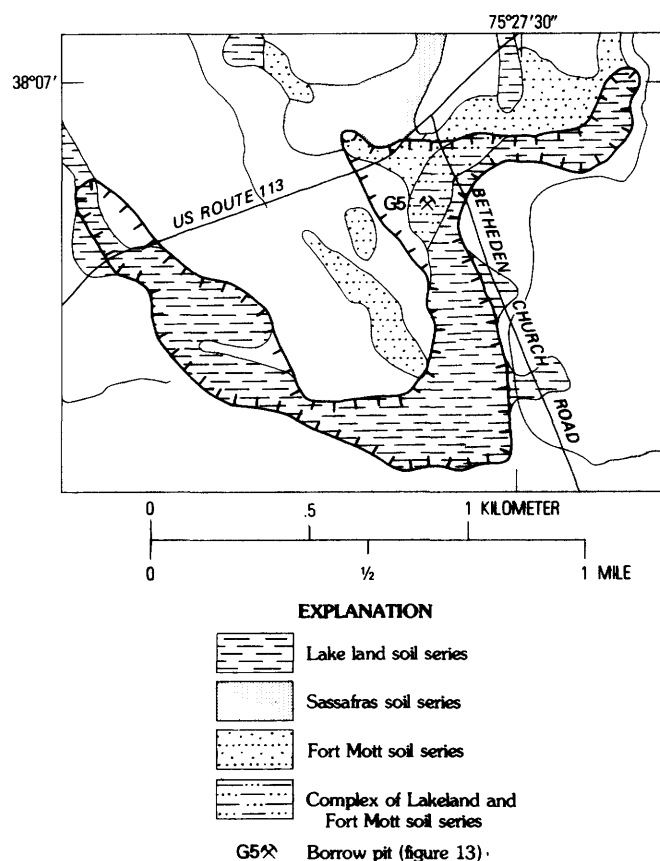 75°27'30"
38°07'
US ROUTE 113
G5
BETHEDEN CHURCH ROAD
0 .5 1 KILOMETER
0 ½ 1 MILE
EXPLANATION
Lake land soil series
Sassafras soil series
Fort Mott soil series
Complex of Lakeland and
Fort Mott soil series
G5 Borrow pit (figure 13)